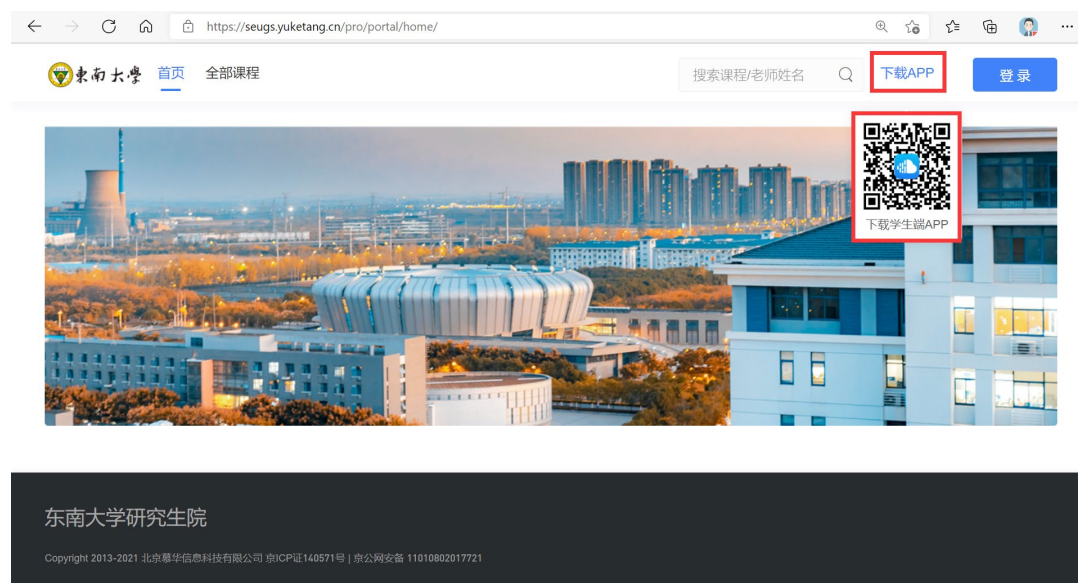 https://seugs.yuketang.cn/pro/portal/home/
東南大學 首页 全部课程 搜索课程/老师姓名 下载APP 登录
下载学生端APP
东南大学研究生院
Copyright 2013-2021 北京慕华信息科技有限公司 京ICP证140571号 | 京公网安备 11010802017721